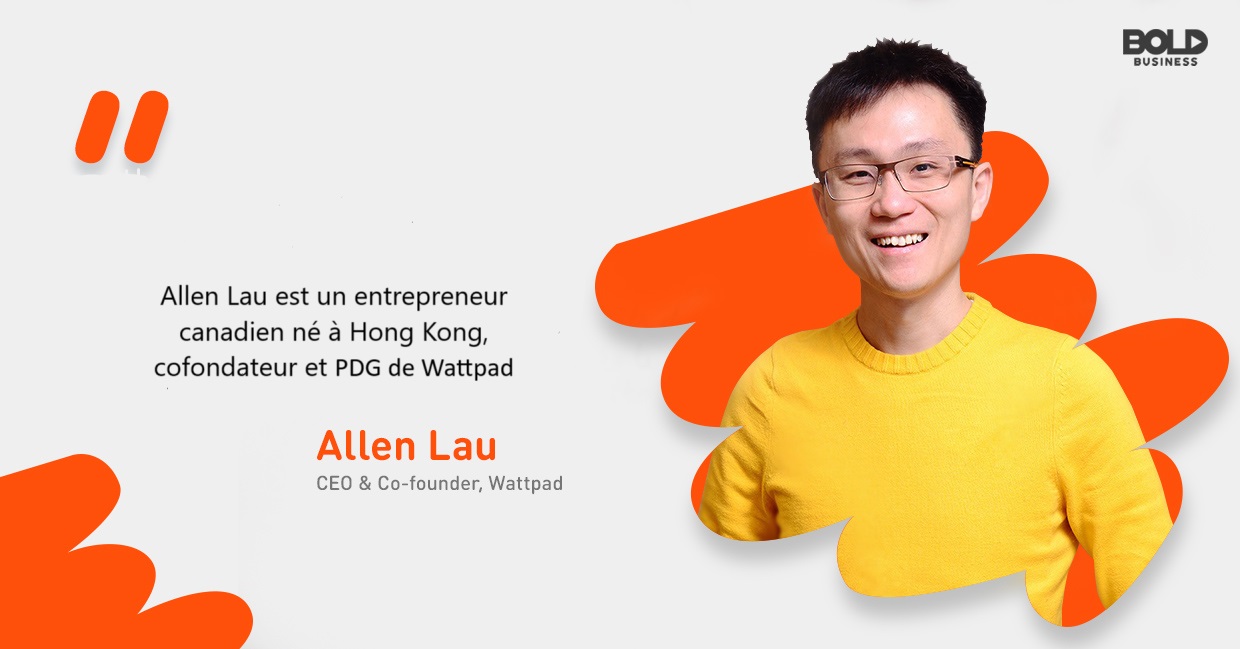 BOLD
BUSINESS
Allen Lau est un entrepreneur
canadien né à Hong Kong,
cofondateur et PDG de Wattpad
Allen Lau
CEO & Co-founder, Wattpad